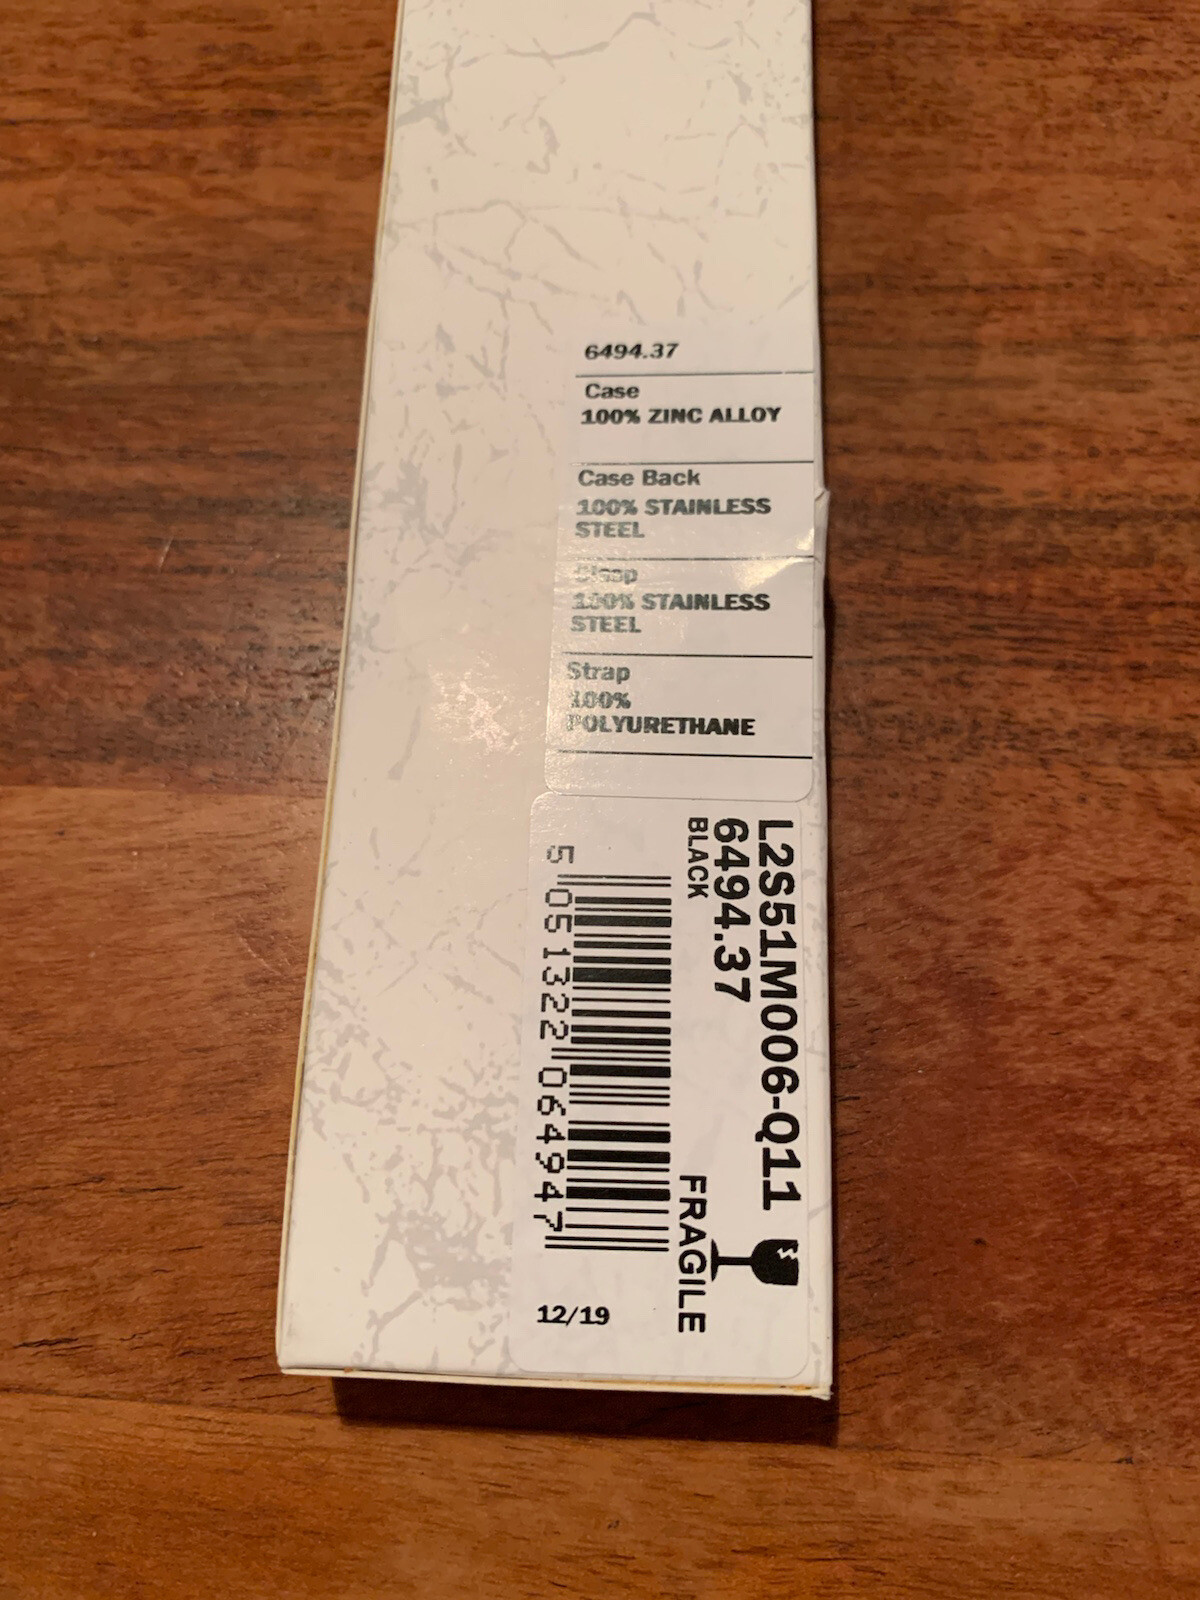 6494.37
Case
100% ZINC ALLOY
Case Back
100% STAINLESS
STEEL
Clasp
100% STAINLESS
STEEL
Strap
100%
POLYURETHANE
L2S51M006-Q11
6494.37
BLACK
FRAGILE
5 051322 064947
12/19